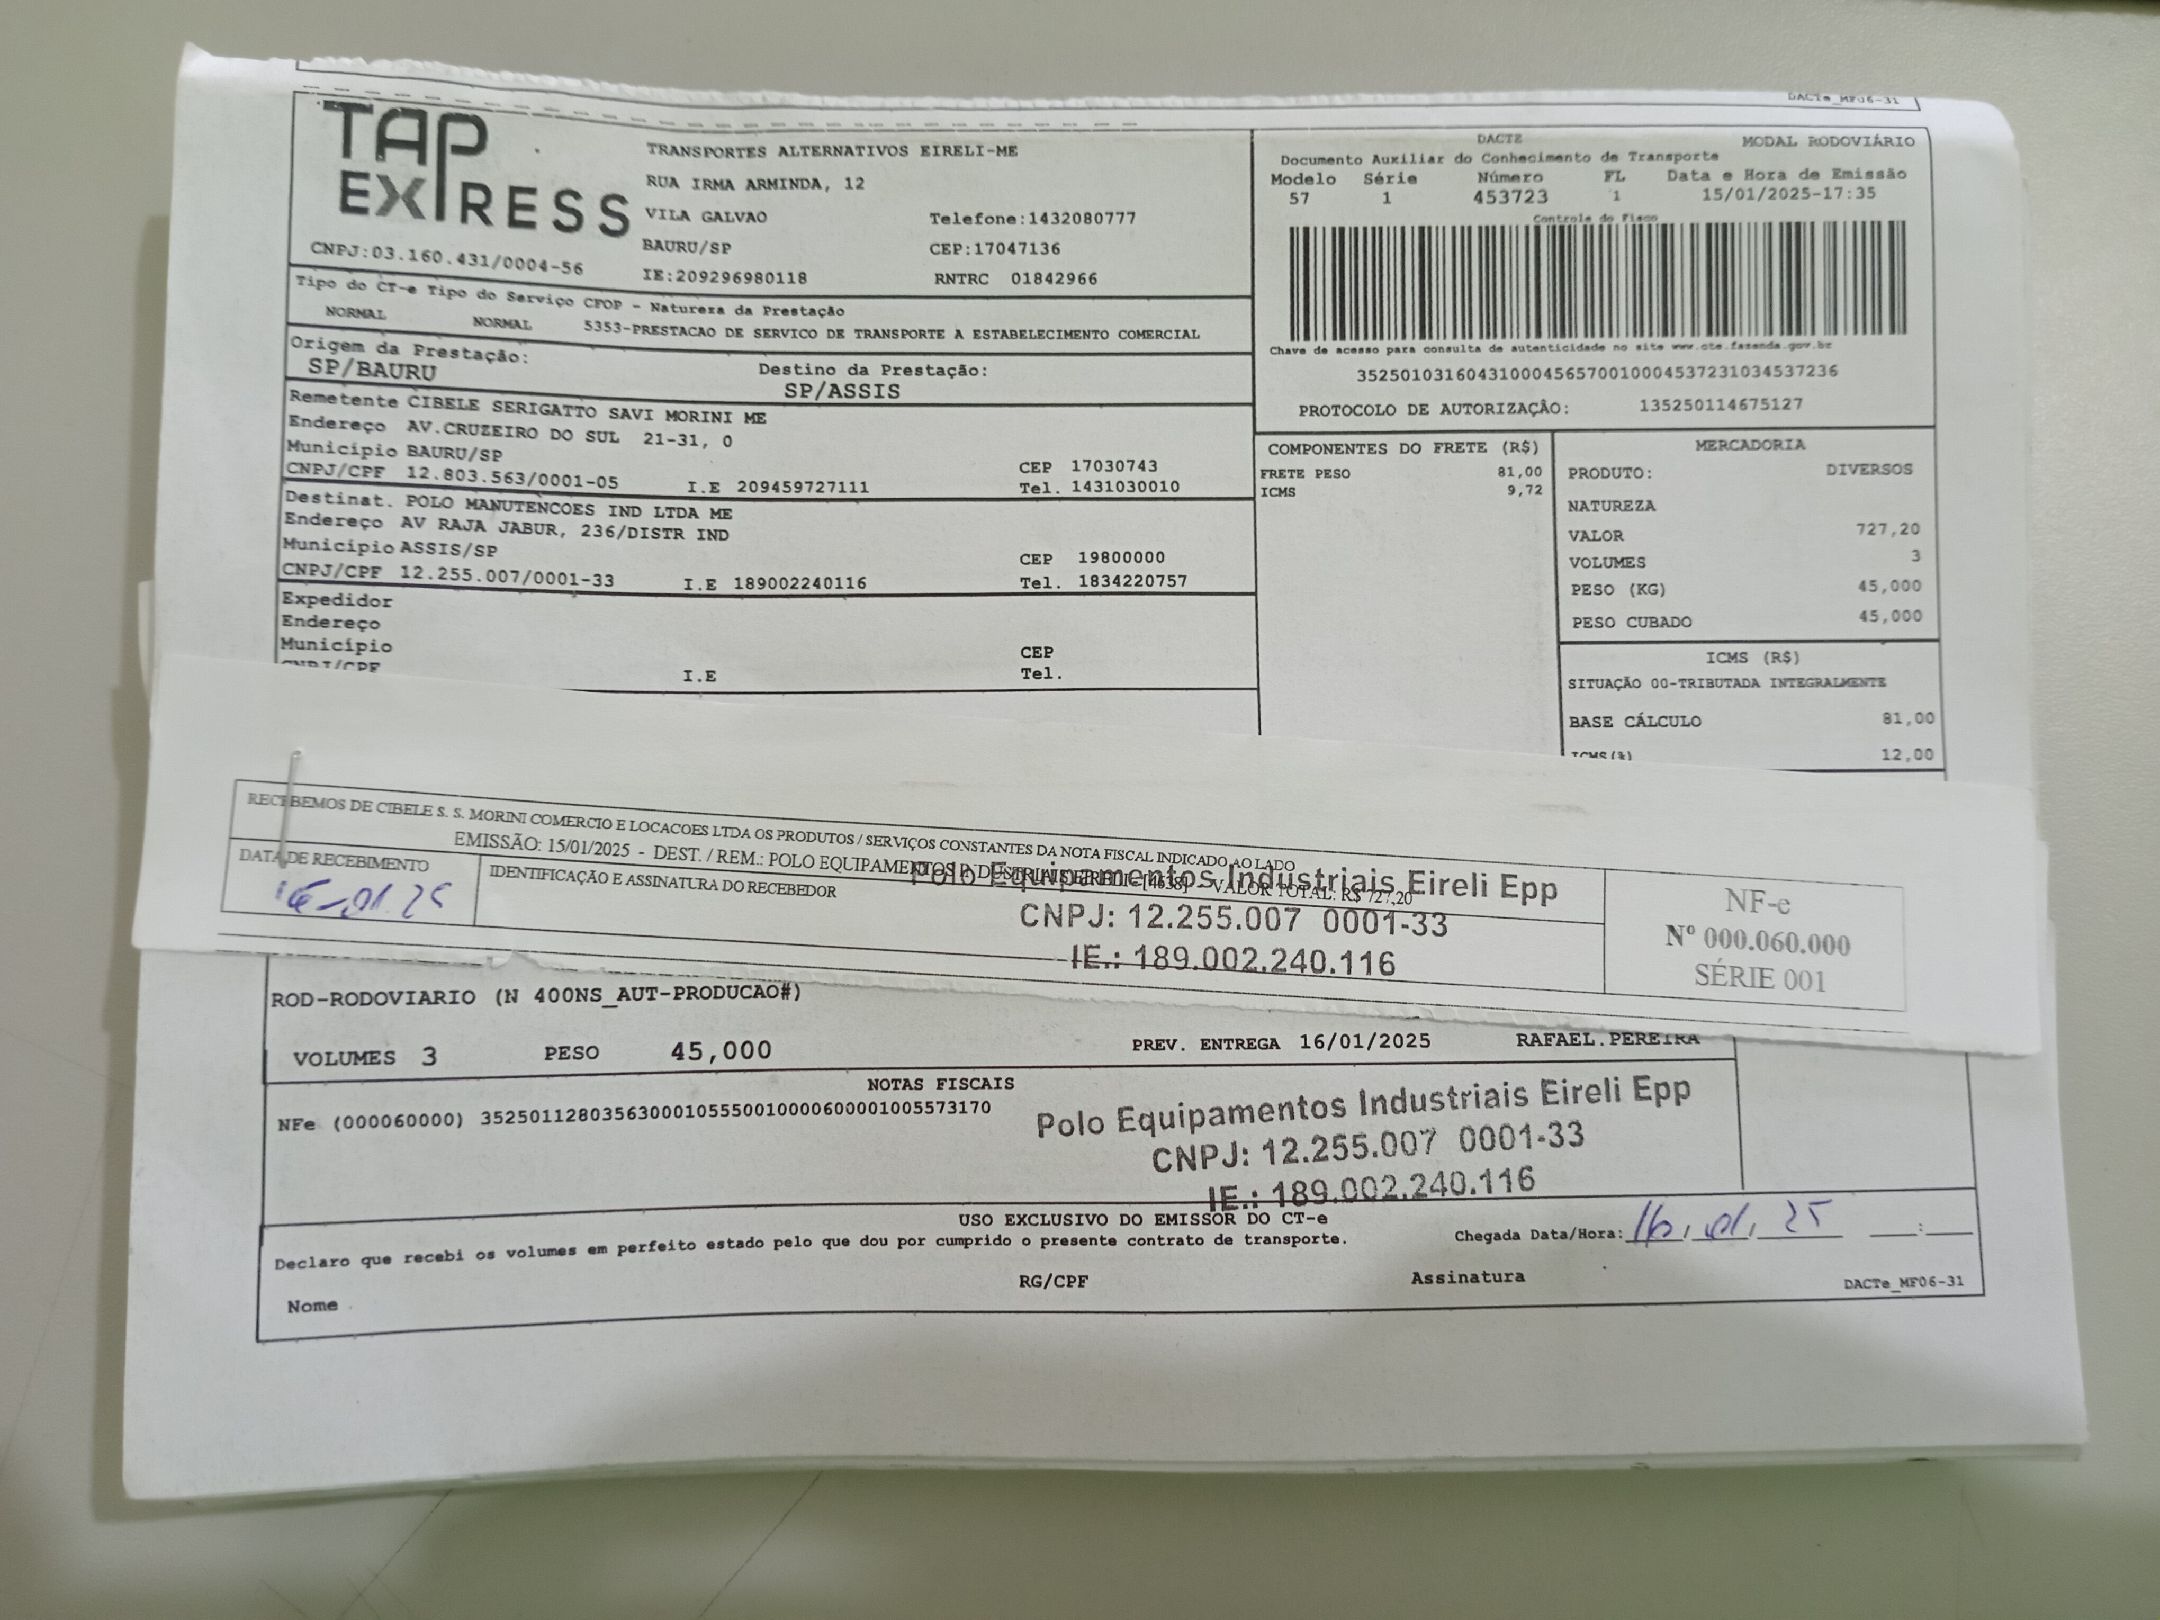 DACTe_MF06-31
TAP
EXPRESS
CNPJ:03.160.431/0004-56
TRANSPORTES ALTERNATIVOS EIRELI-ME
RUA IRMA ARMINDA, 12
VILA GALVAO
Telefone:1432080777
BAURU/SP
CEP:17047136
IE:209296980118
RNTRC 01842966
DACTE
MODAL RODOVIÁRIO
Documento Auxiliar do Conhecimento de Transporte
Modelo Série Número FL Data e Hora de Emissão
57 1 453723 1 15/01/2025-17:35
Controle do Fisco
Chave de acesso para consulta de autenticidade no site www.cte.fazenda.gov.br
35250103160431000456570010004537231034537236
PROTOCOLO DE AUTORIZAÇÂO: 135250114675127
Tipo do CT-e Tipo do Serviço CFOP - Natureza da Prestação
NORMAL NORMAL 5353-PRESTACAO DE SERVICO DE TRANSPORTE A ESTABELECIMENTO COMERCIAL
Origem da Prestação:
SP/BAURU
Destino da Prestação:
SP/ASSIS
Remetente CIBELE SERIGATTO SAVI MORINI ME
Endereço AV.CRUZEIRO DO SUL 21-31, 0
Município BAURU/SP CEP 17030743
CNPJ/CPF 12.803.563/0001-05 I.E 209459727111 Tel. 1431030010
Destinat. POLO MANUTENCOES IND LTDA ME
Endereço AV RAJA JABUR, 236/DISTR IND
Município ASSIS/SP CEP 19800000
CNPJ/CPF 12.255.007/0001-33 I.E 189002240116 Tel. 1834220757
Expedidor
Endereço
Município CEP
CNPJ/CPF I.E Tel.
COMPONENTES DO FRETE (R$)
FRETE PESO 81,00
ICMS 9,72
MERCADORIA
PRODUTO: DIVERSOS
NATUREZA
VALOR 727,20
VOLUMES 3
PESO (KG) 45,000
PESO CUBADO 45,000
ICMS (R$)
SITUAÇÃO 00-TRIBUTADA INTEGRALMENTE
BASE CÁLCULO 81,00
ICMS(%) 12,00
RECEBEMOS DE CIBELE S. S. MORINI COMERCIO E LOCACOES LTDA OS PRODUTOS / SERVIÇOS CONSTANTES DA NOTA FISCAL INDICADO AO LADO
EMISSÃO: 15/01/2025 - DEST. / REM.: POLO EQUIPAMENTOS INDUSTRIAIS EIRELI - [4638] - VALOR TOTAL: R$ 727,20
DATA DE RECEBIMENTO
16-01.25
IDENTIFICAÇÃO E ASSINATURA DO RECEBEDOR
Polo Equipamentos Industriais Eireli Epp
CNPJ: 12.255.007 0001-33
IE.: 189.002.240.116
NF-e
Nº 000.060.000
SÉRIE 001
ROD-RODOVIARIO (N 400NS_AUT-PRODUCAO#)
VOLUMES 3 PESO 45,000 PREV. ENTREGA 16/01/2025 RAFAEL.PEREIRA
NOTAS FISCAIS
NFe (000060000) 35250112803563000105550010000600001005573170
Polo Equipamentos Industriais Eireli Epp
CNPJ: 12.255.007 0001-33
IE.: 189.002.240.116
USO EXCLUSIVO DO EMISSOR DO CT-e
Declaro que recebi os volumes em perfeito estado pelo que dou por cumprido o presente contrato de transporte.
Chegada Data/Hora: 16, 01, 25 :
Nome RG/CPF Assinatura
DACTe_MF06-31